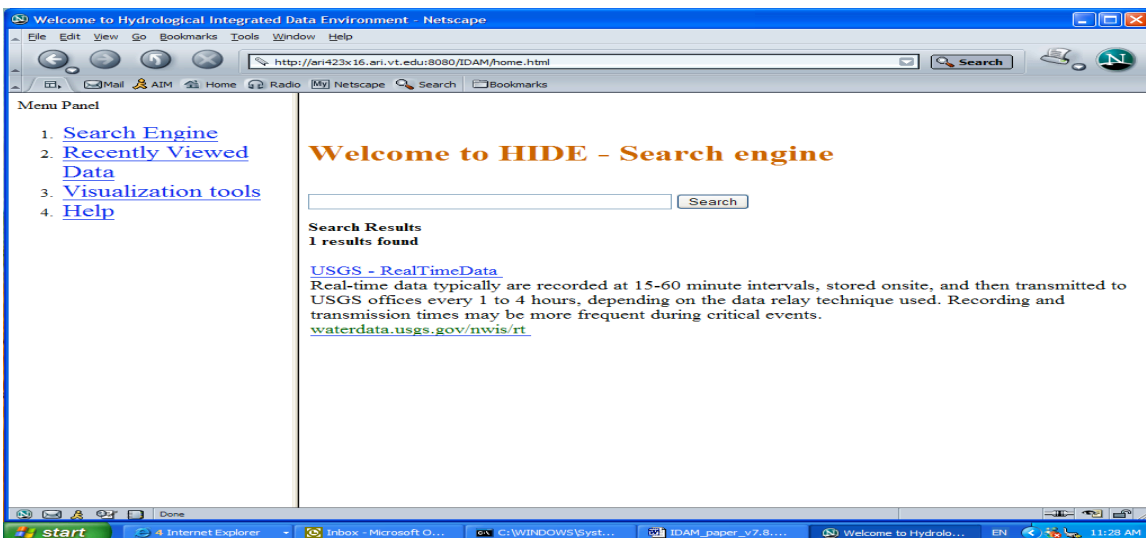 Welcome to Hydrological Integrated Data Environment - Netscape
File Edit View Go Bookmarks Tools Window Help
http://ari423x16.ari.vt.edu:8080/IDAM/home.html Search
Mail AIM Home Radio My Netscape Search Bookmarks
Menu Panel
1. Search Engine
2. Recently Viewed
Data
3. Visualization tools
4. Help
Welcome to HIDE - Search engine
Search
Search Results
1 results found
USGS - RealTimeData
Real-time data typically are recorded at 15-60 minute intervals, stored onsite, and then transmitted to
USGS offices every 1 to 4 hours, depending on the data relay technique used. Recording and
transmission times may be more frequent during critical events.
waterdata.usgs.gov/nwis/rt
Done
start 4 Internet Explorer Inbox - Microsoft O... C:\WINDOWS\Syst... IDAM_paper_v7.8.... Welcome to Hydrolo... EN 11:28 AM